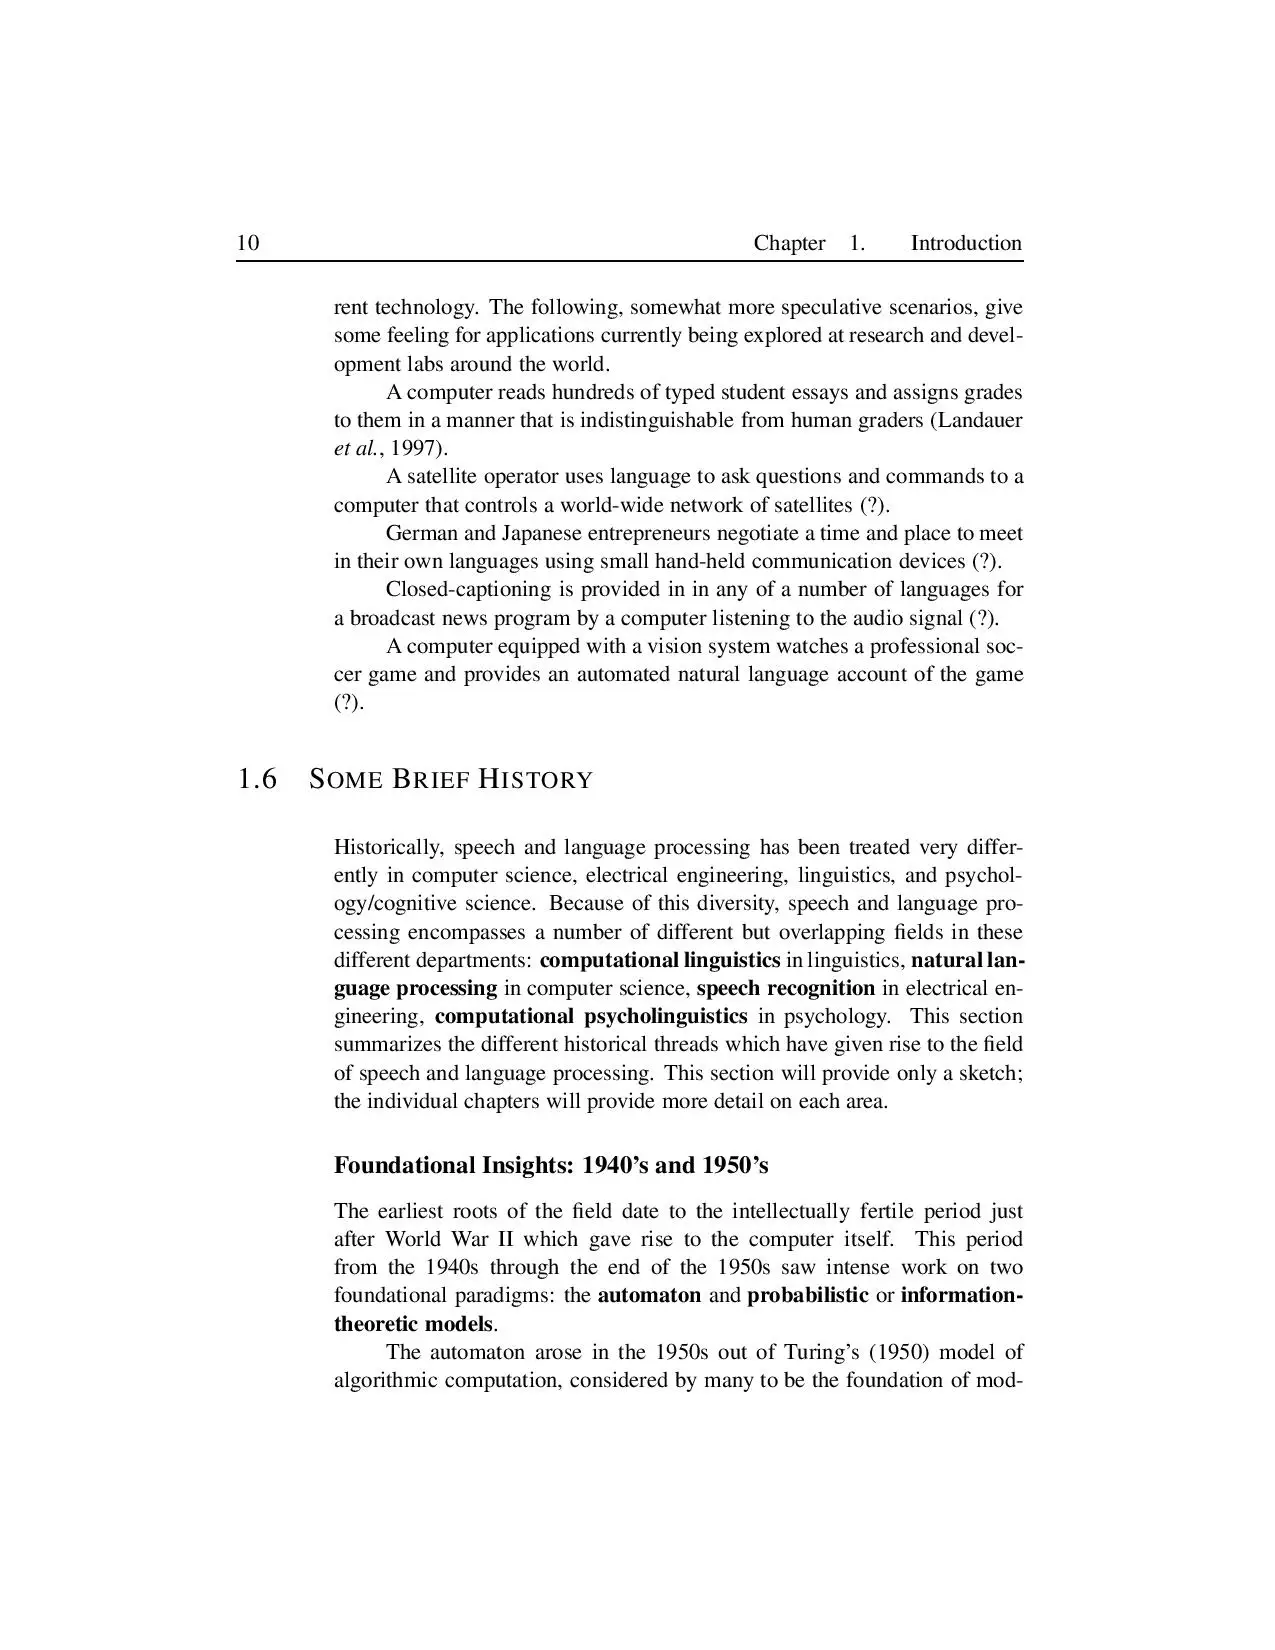 10 Chapter 1. Introduction
rent technology. The following, somewhat more speculative scenarios, give
some feeling for applications currently being explored at research and devel-
opment labs around the world.
A computer reads hundreds of typed student essays and assigns grades
to them in a manner that is indistinguishable from human graders (Landauer
et al., 1997).
A satellite operator uses language to ask questions and commands to a
computer that controls a world-wide network of satellites (?).
German and Japanese entrepreneurs negotiate a time and place to meet
in their own languages using small hand-held communication devices (?).
Closed-captioning is provided in in any of a number of languages for
a broadcast news program by a computer listening to the audio signal (?).
A computer equipped with a vision system watches a professional soc-
cer game and provides an automated natural language account of the game
(?).
1.6 SOME BRIEF HISTORY
Historically, speech and language processing has been treated very differ-
ently in computer science, electrical engineering, linguistics, and psychol-
ogy/cognitive science. Because of this diversity, speech and language pro-
cessing encompasses a number of different but overlapping fields in these
different departments: computational linguistics in linguistics, natural lan-
guage processing in computer science, speech recognition in electrical en-
gineering, computational psycholinguistics in psychology. This section
summarizes the different historical threads which have given rise to the field
of speech and language processing. This section will provide only a sketch;
the individual chapters will provide more detail on each area.
Foundational Insights: 1940's and 1950's
The earliest roots of the field date to the intellectually fertile period just
after World War II which gave rise to the computer itself. This period
from the 1940s through the end of the 1950s saw intense work on two
foundational paradigms: the automaton and probabilistic or information-
theoretic models.
The automaton arose in the 1950s out of Turing's (1950) model of
algorithmic computation, considered by many to be the foundation of mod-